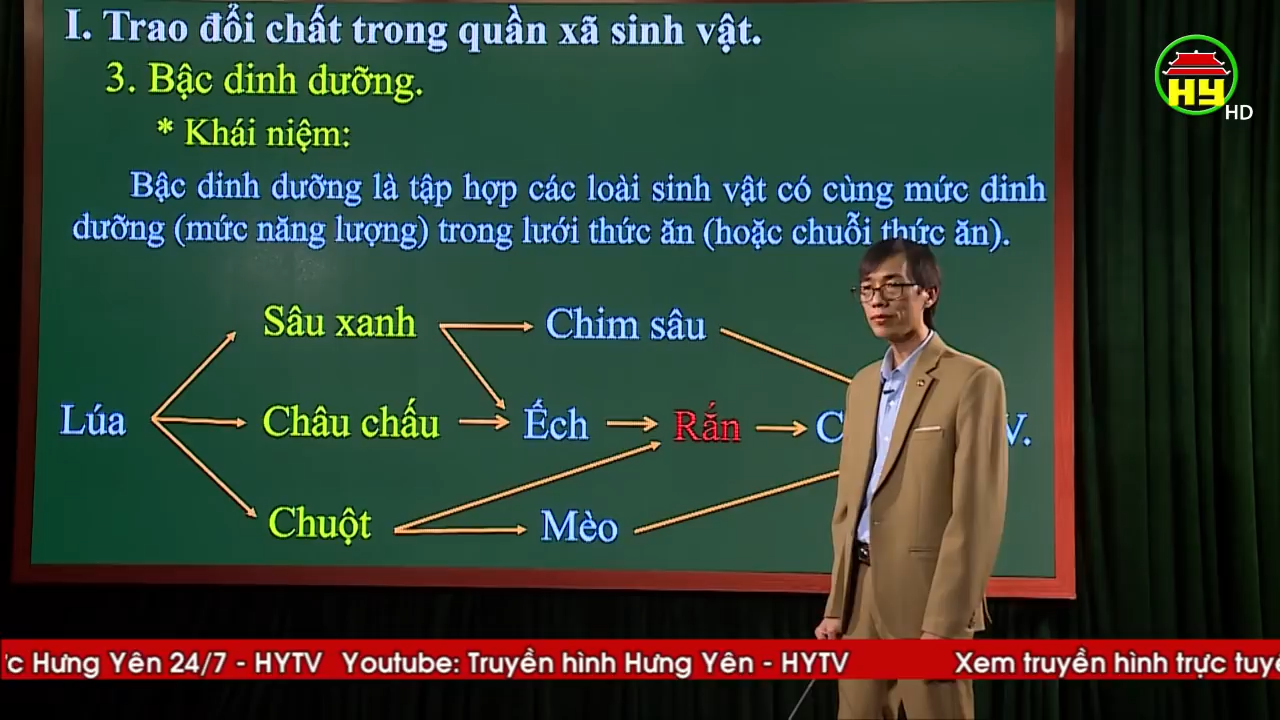 I. Trao đổi chất trong quần xã sinh vật.
3. Bậc dinh dưỡng.
* Khái niệm:
Bậc dinh dưỡng là tập hợp các loài sinh vật có cùng mức dinh
dưỡng (mức năng lượng) trong lưới thức ăn (hoặc chuỗi thức ăn).
Sâu xanh Chim sâu
Lúa Châu chấu Ếch Rắn
Chuột Mèo
HY
HD
Hưng Yên 24/7 - HYTV Youtube: Truyền hình Hưng Yên - HYTV Xem truyền hình trực